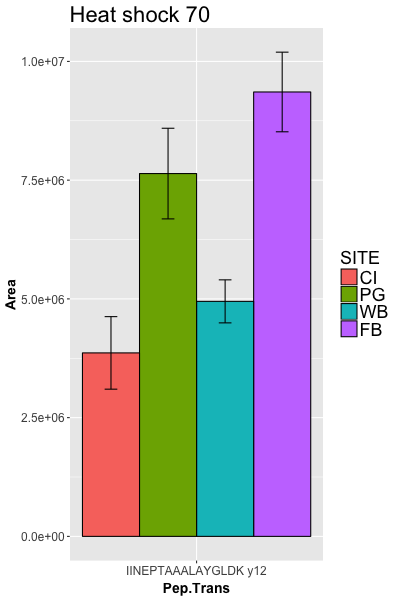 Heat shock 70
1.0e+07
7.5e+06
5.0e+06
2.5e+06
0.0e+00
Area
IINEPTAAALAYGLDK y12
Pep.Trans
SITE
CI
PG
WB
FB